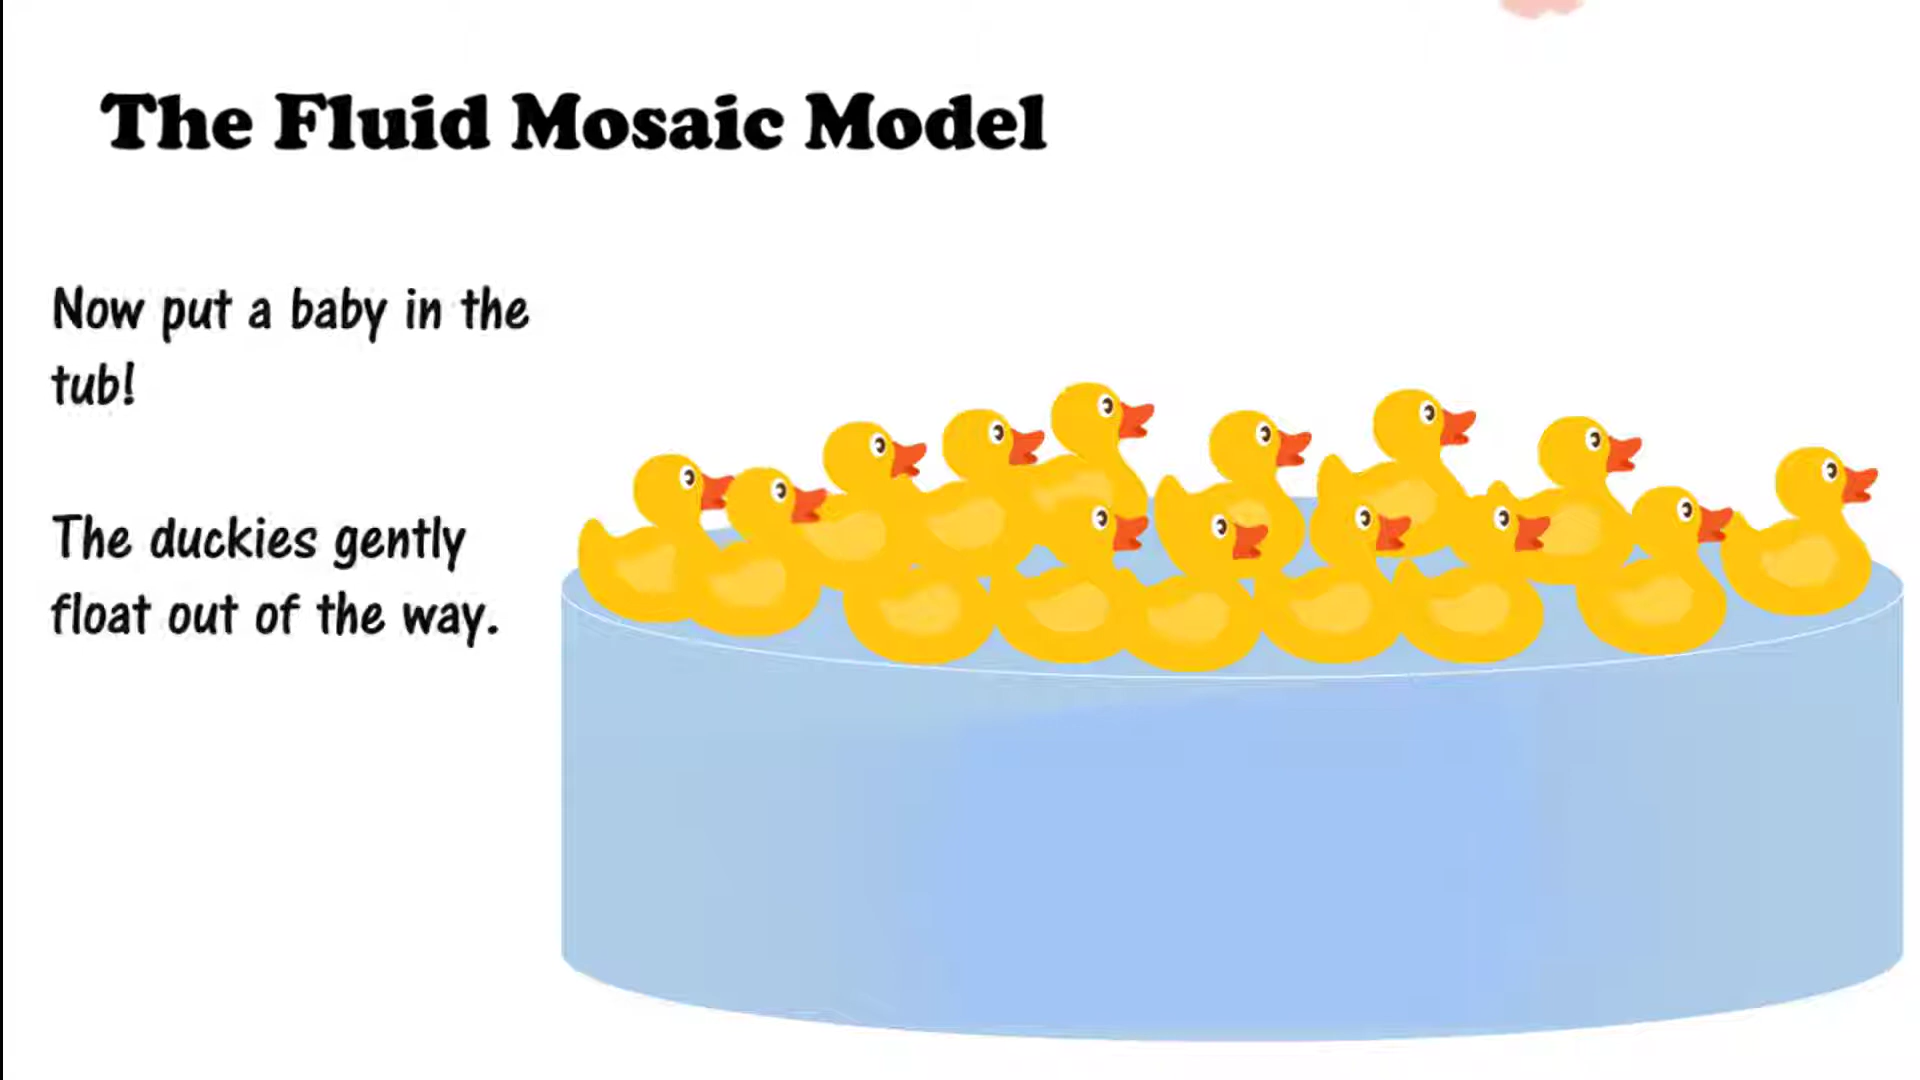 The Fluid Mosaic Model
Now put a baby in the
tub!
The duckies gently
float out of the way.